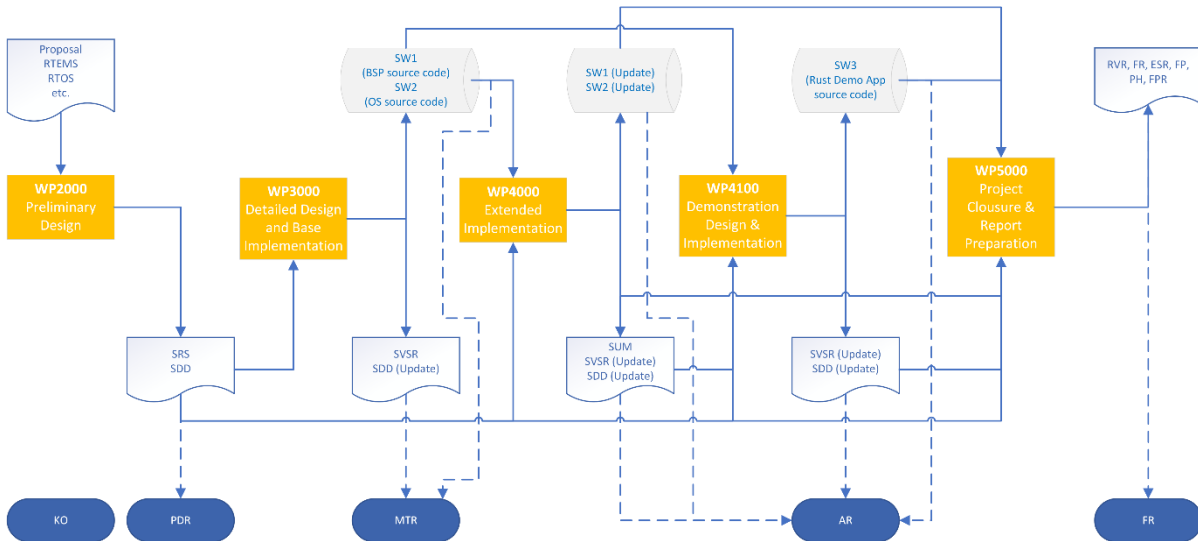 Proposal
RTEMS
RTOS
etc.
SW1
(BSP source code)
SW2
(OS source code)
SW1 (Update)
SW2 (Update)
SW3
(Rust Demo App
source code)
RVR, FR, ESR, FP,
PH, FPR
WP2000
Preliminary
Design
WP3000
Detailed Design
and Base
Implementation
WP4000
Extended
Implementation
WP4100
Demonstration
Design &
Implementation
WP5000
Project
Clousure &
Report
Preparation
SRS
SDD
SVSR
SDD (Update)
SUM
SVSR (Update)
SDD (Update)
SVSR (Update)
SDD (Update)
KO
PDR
MTR
AR
FR